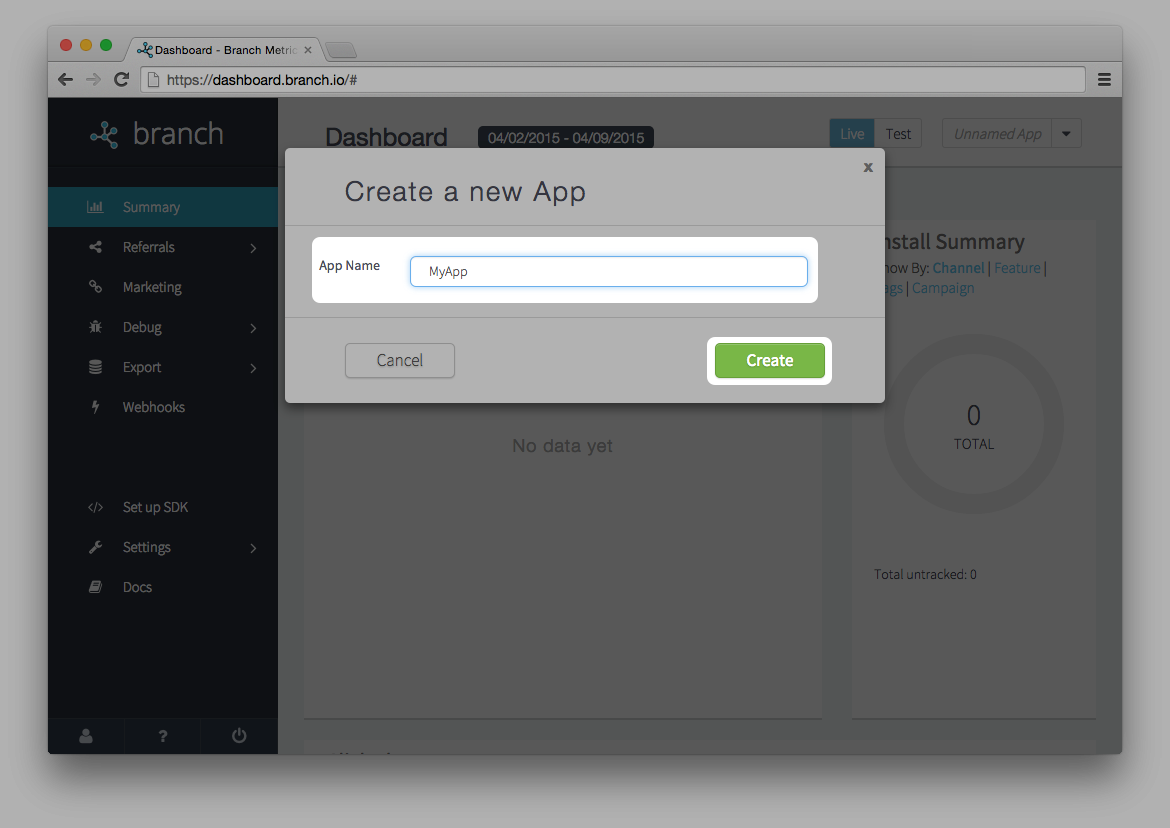 Dashboard - Branch Metric
https://dashboard.branch.io/#
branch
Dashboard
04/02/2015 - 04/09/2015
Live
Test
Unnamed App
Create a new App
x
App Name
MyApp
Cancel
Create
Summary
Referrals
Marketing
Debug
Export
Webhooks
Set up SDK
Settings
Docs
?
No data yet
nstall Summary
how By: Channel | Feature |
ags | Campaign
0
TOTAL
Total untracked: 0